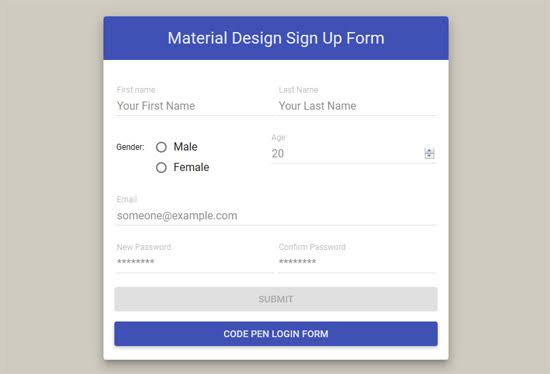 Material Design Sign Up Form
First name Last Name
Your First Name Your Last Name
Gender: Male Age
20
Female
Email
someone@example.com
New Password Confirm Password
******** ********
SUBMIT
CODE PEN LOGIN FORM